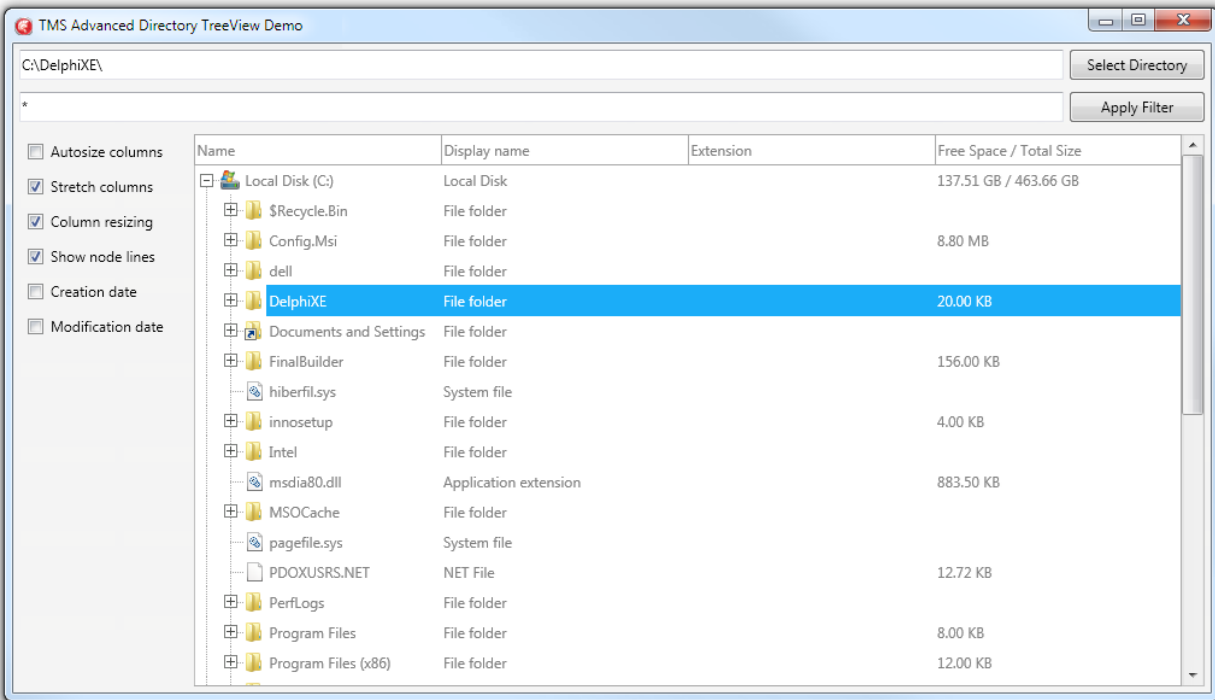 TMS Advanced Directory TreeView Demo
C:\DelphiXE\
Select Directory
*
Apply Filter
Autosize columns
Stretch columns
Column resizing
Show node lines
Creation date
Modification date
Name Display name Extension Free Space / Total Size
Local Disk (C:) Local Disk 137.51 GB / 463.66 GB
$Recycle.Bin File folder
Config.Msi File folder 8.80 MB
dell File folder
DelphiXE File folder 20.00 KB
Documents and Settings File folder
FinalBuilder File folder 156.00 KB
hiberfil.sys System file
innosetup File folder 4.00 KB
Intel File folder
msdia80.dll Application extension 883.50 KB
MSOCache File folder
pagefile.sys System file
PDOXUSRS.NET NET File 12.72 KB
PerfLogs File folder
Program Files File folder 8.00 KB
Program Files (x86) File folder 12.00 KB